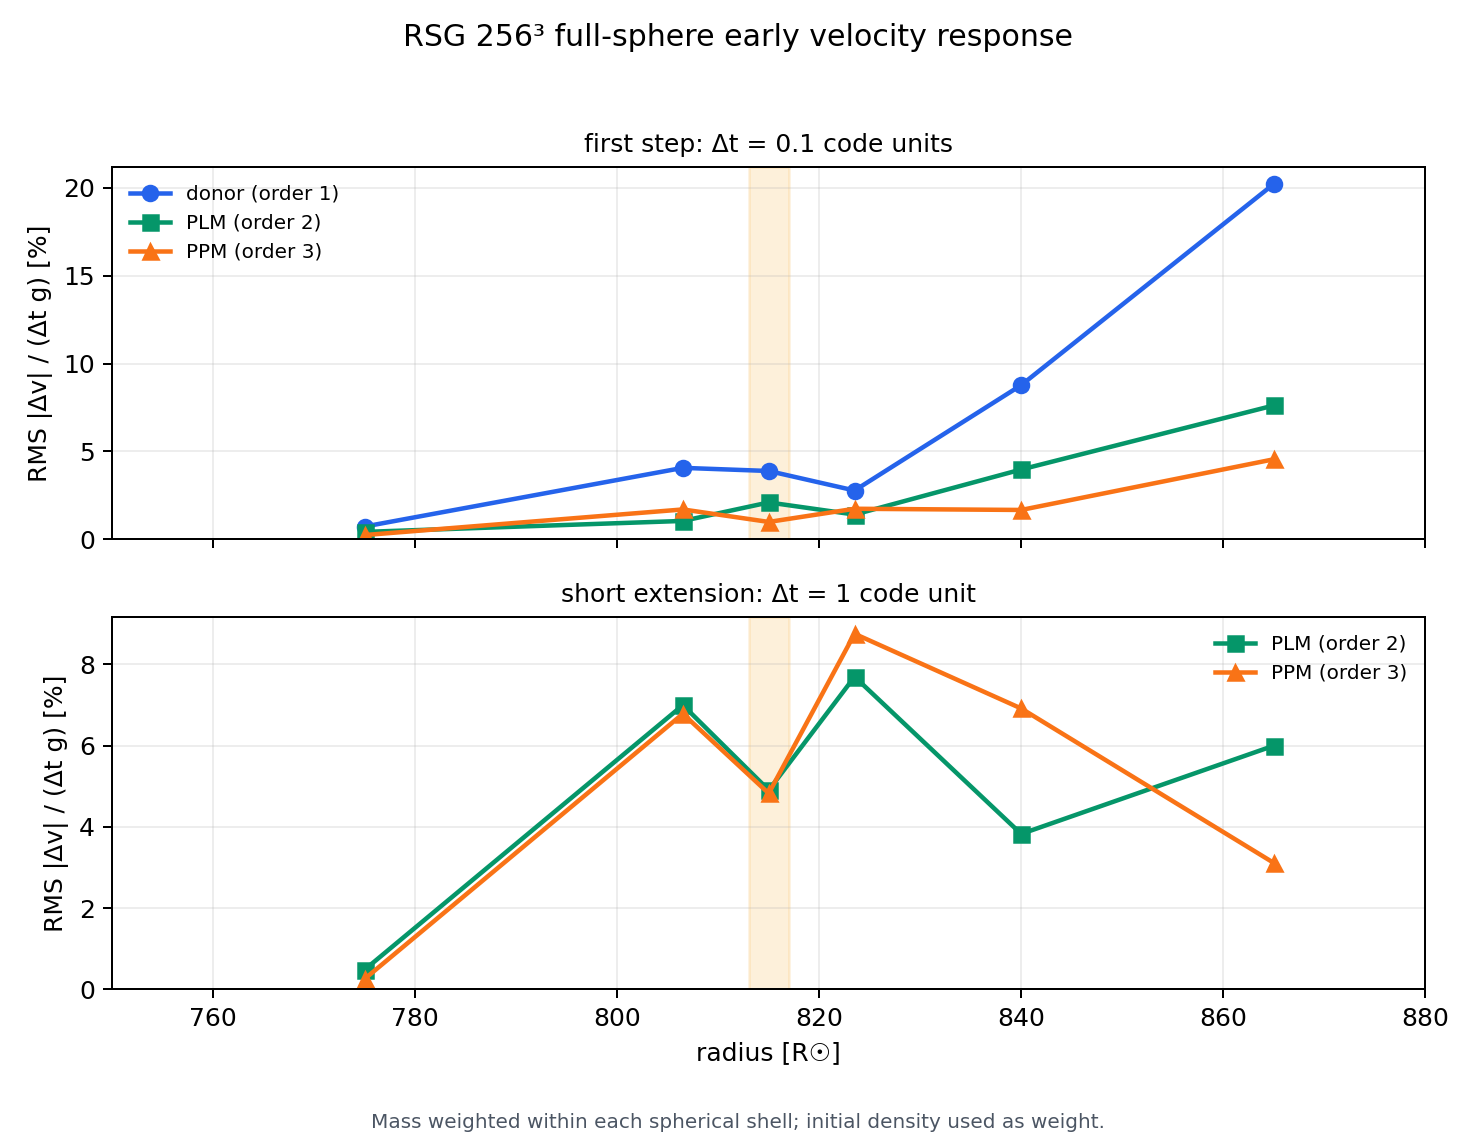 RSG 256³ full-sphere early velocity response
first step: Δt = 0.1 code units
RMS |Δv| / (Δt g) [%]
20
15
10
5
0
donor (order 1)
PLM (order 2)
PPM (order 3)
short extension: Δt = 1 code unit
RMS |Δv| / (Δt g) [%]
8
6
4
2
0
PLM (order 2)
PPM (order 3)
760 780 800 820 840 860 880
radius [R☉]
Mass weighted within each spherical shell; initial density used as weight.